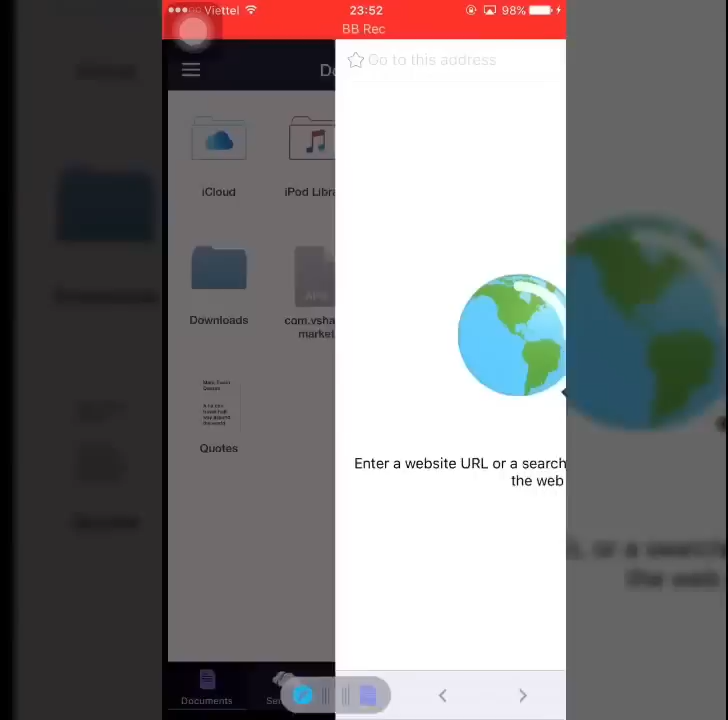 Viettel
23:52
98%
BB Rec
Go to this address
iCloud
iPod Libra
Downloads
com.vsha
market
Quotes
Enter a website URL or a search
the web
Documents